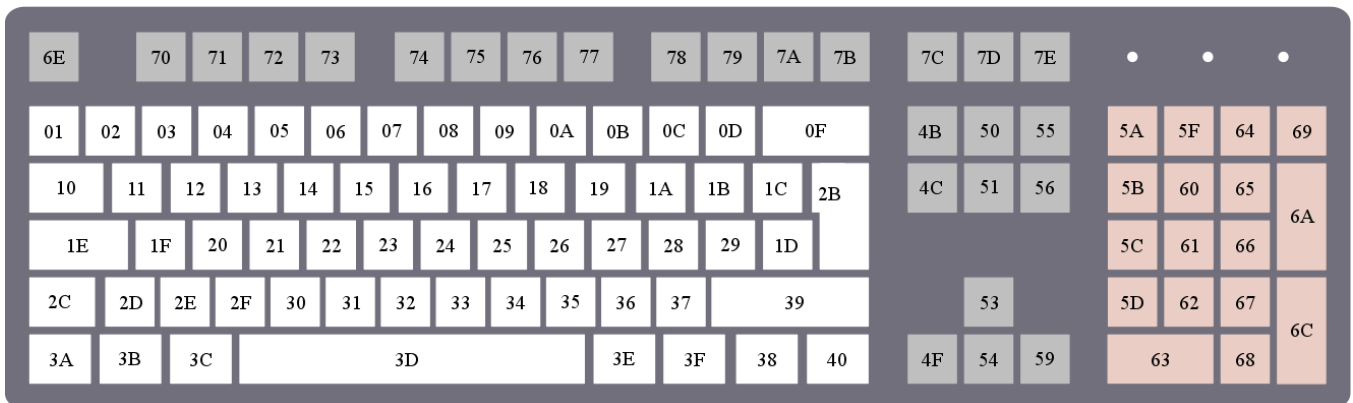 6E 70 71 72 73 74 75 76 77 78 79 7A 7B 7C 7D 7E
01 02 03 04 05 06 07 08 09 0A 0B 0C 0D 0F 4B 50 55 5A 5F 64 69
10 11 12 13 14 15 16 17 18 19 1A 1B 1C 2B 4C 51 56 5B 60 65 6A
1E 1F 20 21 22 23 24 25 26 27 28 29 1D 5C 61 66
2C 2D 2E 2F 30 31 32 33 34 35 36 37 39 53 5D 62 67 6C
3A 3B 3C 3D 3E 3F 38 40 4F 54 59 63 68